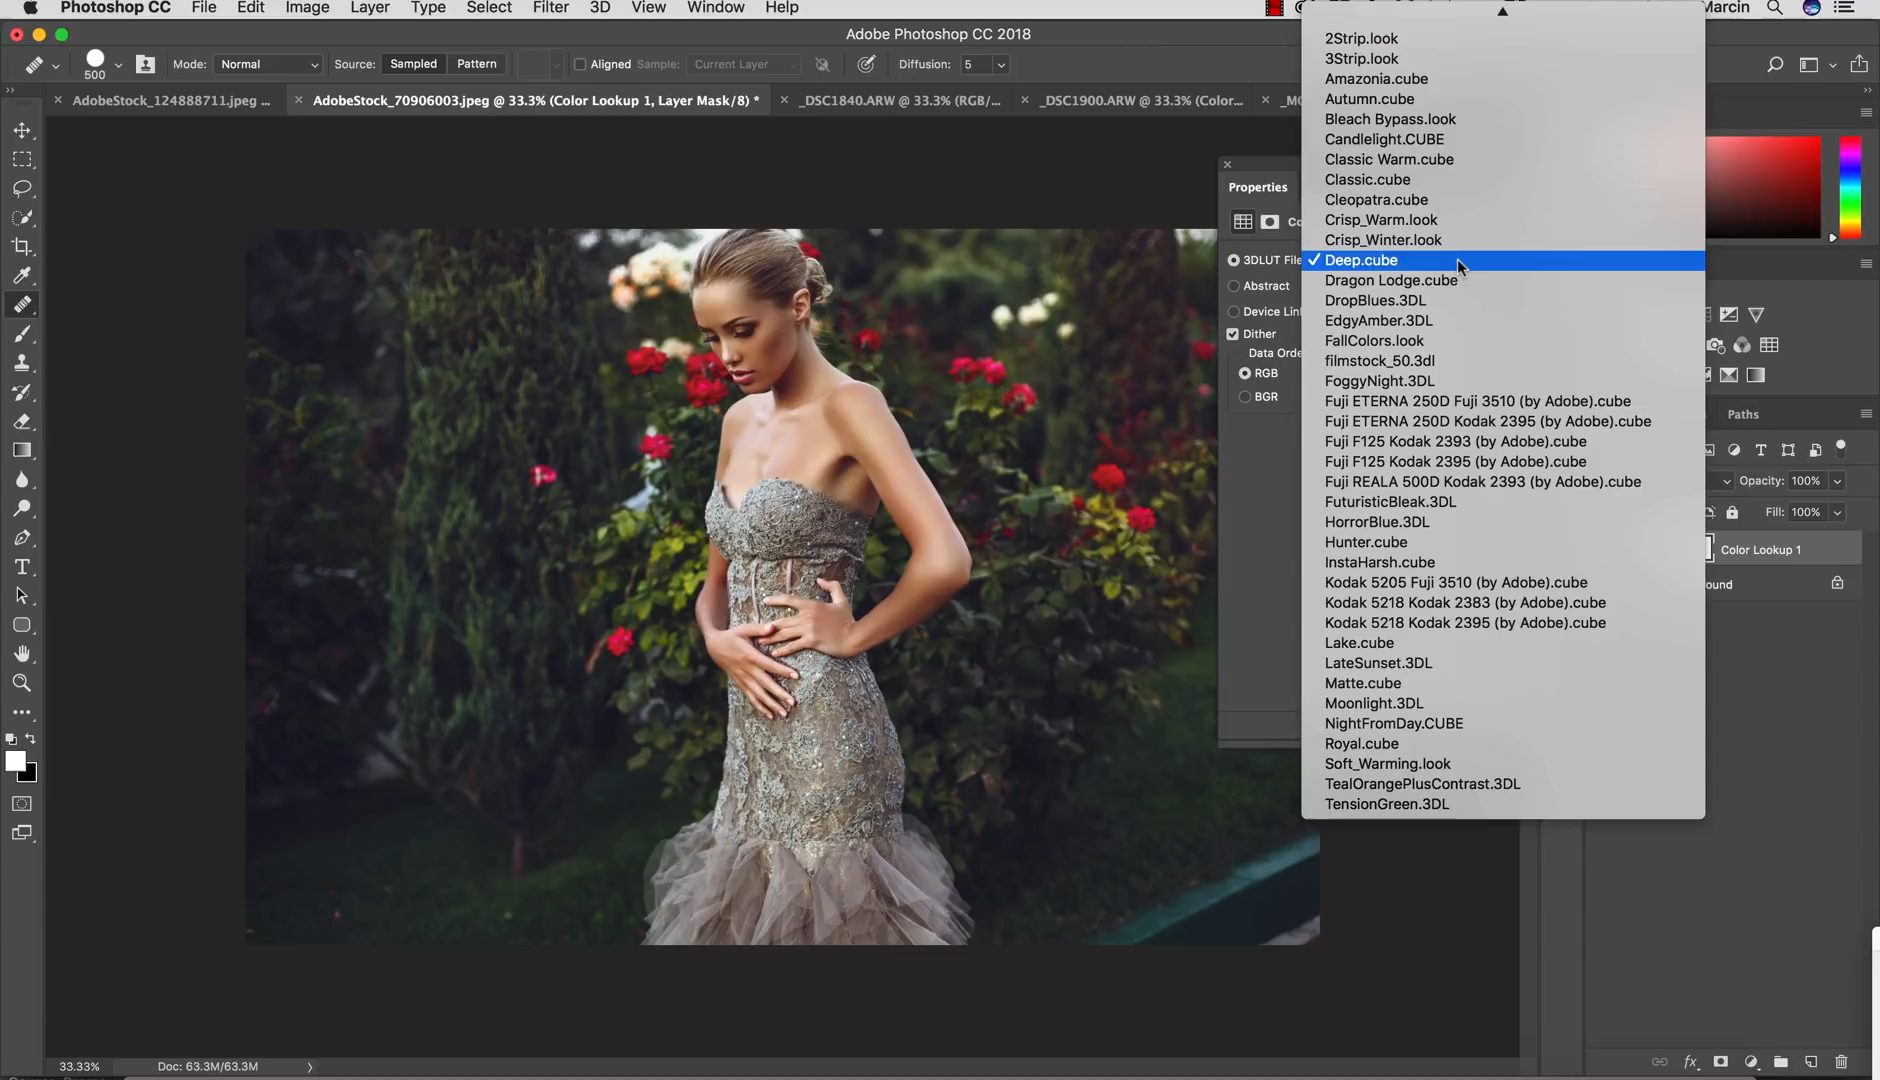 Photoshop CC File Edit Image Layer Type Select Filter 3D View Window Help
Marcin
Adobe Photoshop CC 2018
500 Mode: Normal Source: Sampled Pattern Aligned Sample: Current Layer Diffusion: 5
AdobeStock_124888711.jpeg ...
AdobeStock_70906003.jpeg @ 33.3% (Color Lookup 1, Layer Mask/8) *
_DSC1840.ARW @ 33.3% (RGB/...
_DSC1900.ARW @ 33.3% (Color...
Properties
3DLUT File
Abstract
Device Lin
Dither
Data Orde
RGB
BGR
2Strip.look
3Strip.look
Amazonia.cube
Autumn.cube
Bleach Bypass.look
Candlelight.CUBE
Classic Warm.cube
Classic.cube
Cleopatra.cube
Crisp_Warm.look
Crisp_Winter.look
✓ Deep.cube
Dragon Lodge.cube
DropBlues.3DL
EdgyAmber.3DL
FallColors.look
filmstock_50.3dl
FoggyNight.3DL
Fuji ETERNA 250D Fuji 3510 (by Adobe).cube
Fuji ETERNA 250D Kodak 2395 (by Adobe).cube
Fuji F125 Kodak 2393 (by Adobe).cube
Fuji F125 Kodak 2395 (by Adobe).cube
Fuji REALA 500D Kodak 2393 (by Adobe).cube
FuturisticBleak.3DL
HorrorBlue.3DL
Hunter.cube
InstaHarsh.cube
Kodak 5205 Fuji 3510 (by Adobe).cube
Kodak 5218 Kodak 2383 (by Adobe).cube
Kodak 5218 Kodak 2395 (by Adobe).cube
Lake.cube
LateSunset.3DL
Matte.cube
Moonlight.3DL
NightFromDay.CUBE
Royal.cube
Soft_Warming.look
TealOrangePlusContrast.3DL
TensionGreen.3DL
Paths
Opacity: 100%
Fill: 100%
Color Lookup 1
ound
fx
33.33% Doc: 63.3M/63.3M